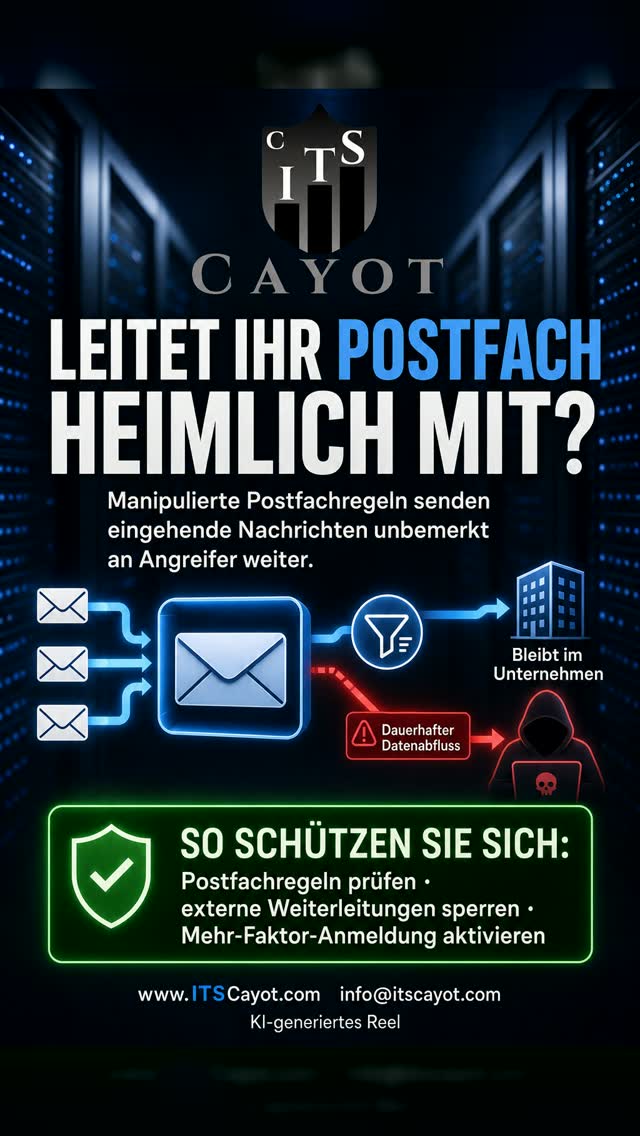 C ITS
CAYOT
LEITET IHR POSTFACH
HEIMLICH MIT?
Manipulierte Postfachregeln senden
eingehende Nachrichten unbemerkt
an Angreifer weiter.
Bleibt im
Unternehmen
Dauerhafter
Datenabfluss
SO SCHÜTZEN SIE SICH:
Postfachregeln prüfen ·
externe Weiterleitungen sperren ·
Mehr-Faktor-Anmeldung aktivieren
www.ITSCayot.com info@itscayot.com
KI-generiertes Reel